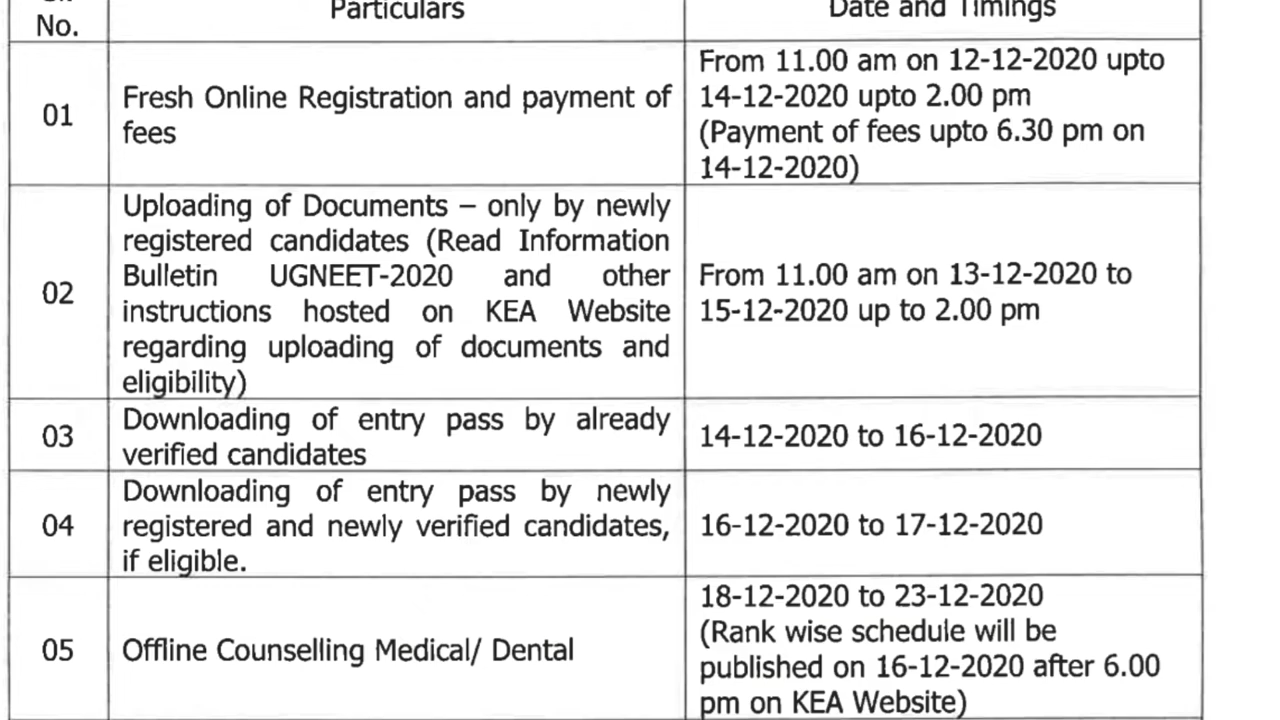 No.
Particulars
Date and Timings
01
Fresh Online Registration and payment of
fees
From 11.00 am on 12-12-2020 upto
14-12-2020 upto 2.00 pm
(Payment of fees upto 6.30 pm on
14-12-2020)
02
Uploading of Documents – only by newly
registered candidates (Read Information
Bulletin UGNEET-2020 and other
instructions hosted on KEA Website
regarding uploading of documents and
eligibility)
From 11.00 am on 13-12-2020 to
15-12-2020 up to 2.00 pm
03
Downloading of entry pass by already
verified candidates
14-12-2020 to 16-12-2020
04
Downloading of entry pass by newly
registered and newly verified candidates,
if eligible.
16-12-2020 to 17-12-2020
05
Offline Counselling Medical/ Dental
18-12-2020 to 23-12-2020
(Rank wise schedule will be
published on 16-12-2020 after 6.00
pm on KEA Website)